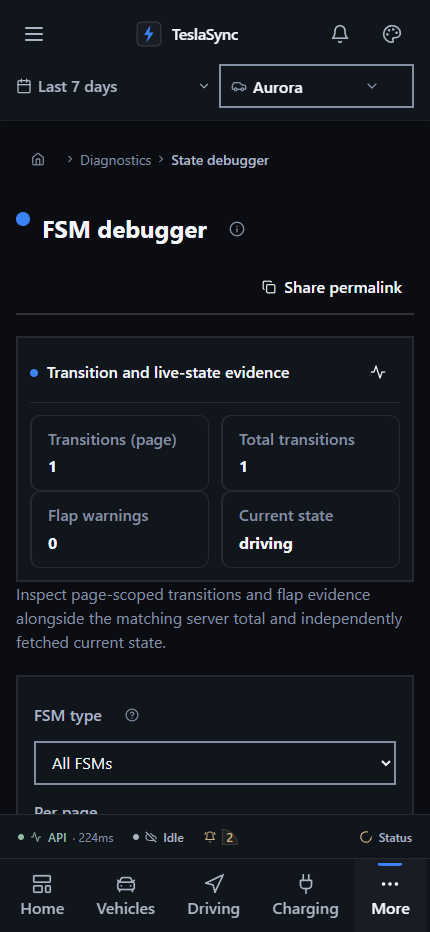 TeslaSync
Last 7 days
Aurora
Diagnostics
State debugger
FSM debugger
Share permalink
Transition and live-state evidence
Transitions (page)
1
Total transitions
1
Flap warnings
0
Current state
driving
Inspect page-scoped transitions and flap evidence
alongside the matching server total and independently
fetched current state.
FSM type
All FSMs
Per page
API · 224ms
Idle
2
Status
Home
Vehicles
Driving
Charging
More